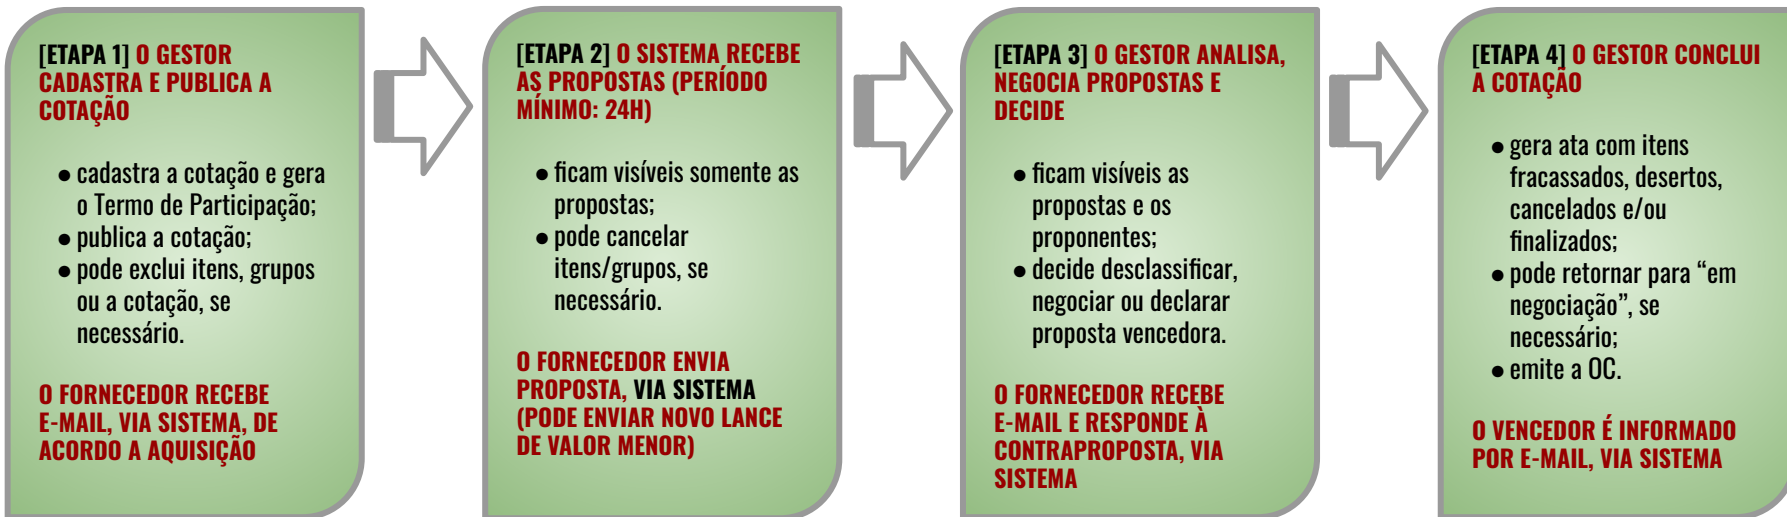 [ETAPA 1] O GESTOR
CADASTRA E PUBLICA A
COTAÇÃO
● cadastra a cotação e gera
o Termo de Participação;
● publica a cotação;
● pode exclui itens, grupos
ou a cotação, se
necessário.
O FORNECEDOR RECEBE
E-MAIL, VIA SISTEMA, DE
ACORDO A AQUISIÇÃO
[ETAPA 2] O SISTEMA RECEBE
AS PROPOSTAS (PERÍODO
MÍNIMO: 24H)
● ficam visíveis somente as
propostas;
● pode cancelar
itens/grupos, se
necessário.
O FORNECEDOR ENVIA
PROPOSTA, VIA SISTEMA
(PODE ENVIAR NOVO LANCE
DE VALOR MENOR)
[ETAPA 3] O GESTOR ANALISA,
NEGOCIA PROPOSTAS E
DECIDE
● ficam visíveis as
propostas e os
proponentes;
● decide desclassificar,
negociar ou declarar
proposta vencedora.
O FORNECEDOR RECEBE
E-MAIL E RESPONDE À
CONTRAPROPOSTA, VIA
SISTEMA
[ETAPA 4] O GESTOR CONCLUI
A COTAÇÃO
● gera ata com itens
fracassados, desertos,
cancelados e/ou
finalizados;
● pode retornar para “em
negociação”, se
necessário;
● emite a OC.
O VENCEDOR É INFORMADO
POR E-MAIL, VIA SISTEMA